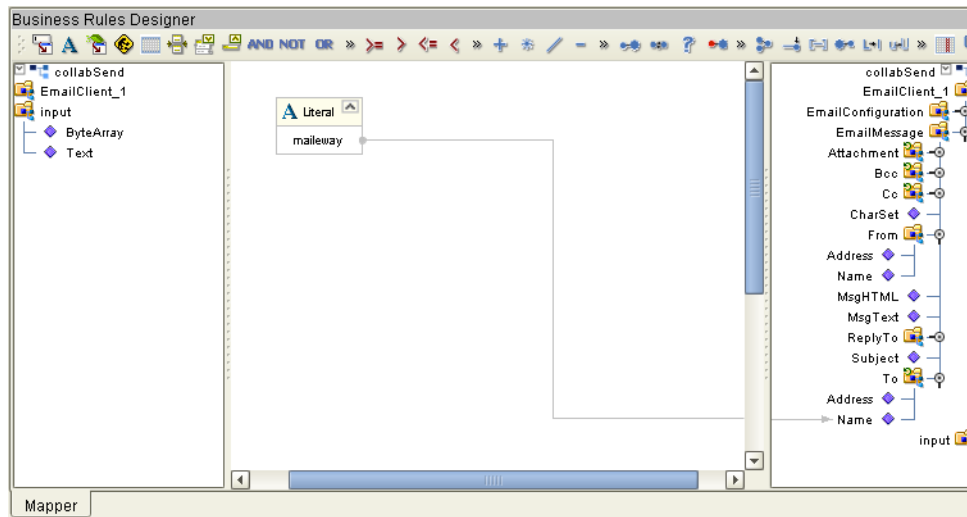 Business Rules Designer
A AND NOT OR » >= > <= < » + * / - » ? » »
collabSend
EmailClient_1
input
ByteArray
Text
A Literal
maileway
collabSend
EmailClient_1
EmailConfiguration
EmailMessage
Attachment
Bcc
Cc
CharSet
From
Address
Name
MsgHTML
MsgText
ReplyTo
Subject
To
Address
Name
input
Mapper